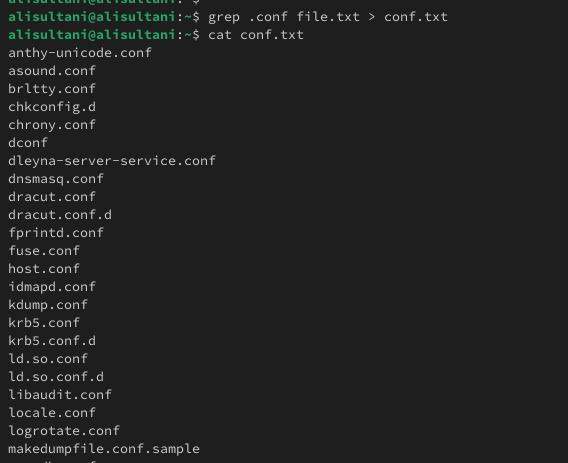 alisultani@alisultani:~$ grep .conf file.txt > conf.txt
alisultani@alisultani:~$ cat conf.txt
anthy-unicode.conf
asound.conf
brltty.conf
chkconfig.d
chrony.conf
dconf
dleyna-server-service.conf
dnsmasq.conf
dracut.conf
dracut.conf.d
fprintd.conf
fuse.conf
host.conf
idmapd.conf
kdump.conf
krb5.conf
krb5.conf.d
ld.so.conf
ld.so.conf.d
libaudit.conf
locale.conf
logrotate.conf
makedumpfile.conf.sample